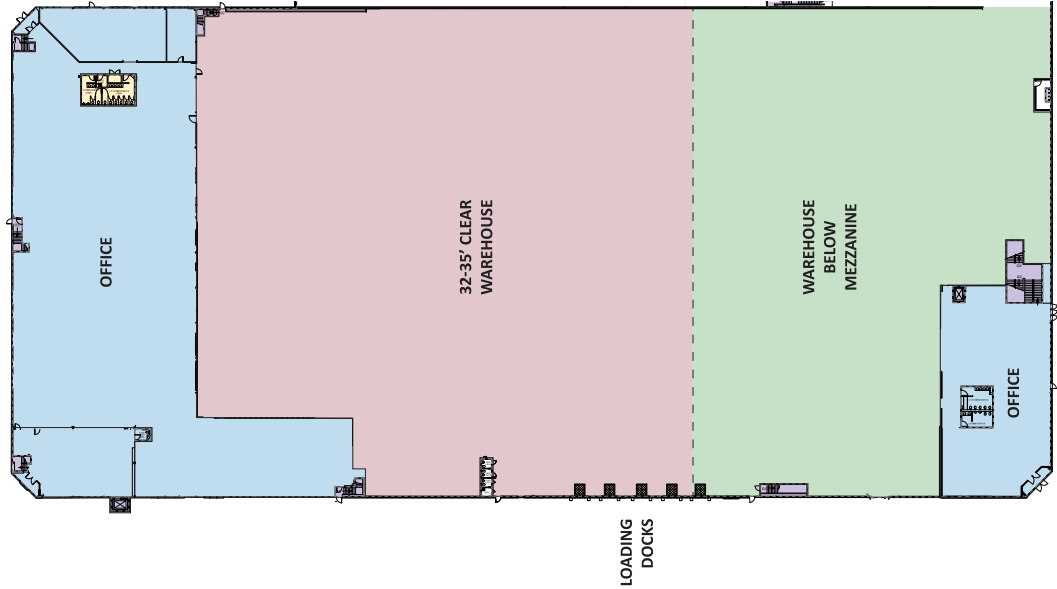 OFFICE
32-35' CLEAR
WAREHOUSE
WAREHOUSE
BELOW
MEZZANINE
OFFICE
LOADING
DOCKS